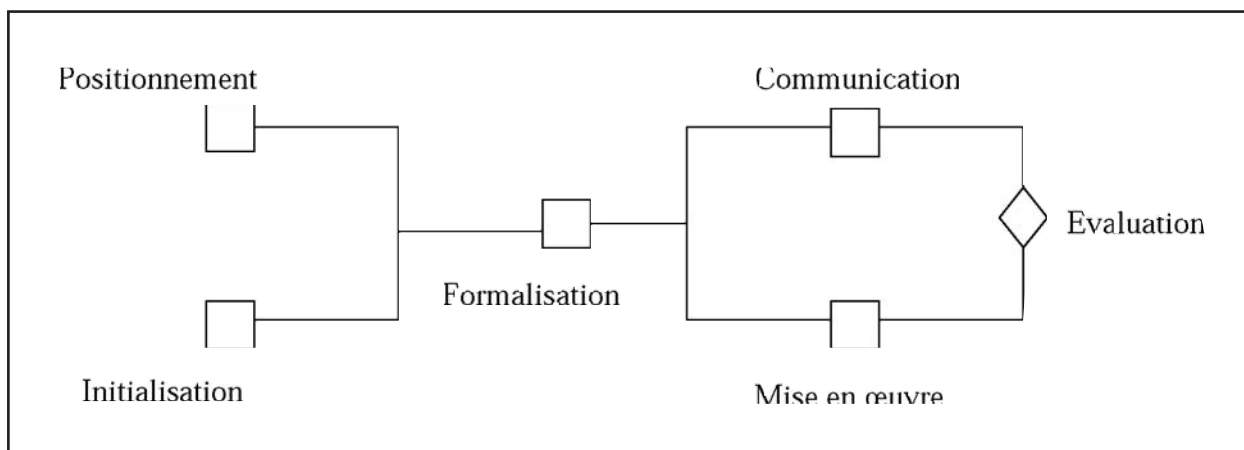 Positionnement
Communication
Evaluation
Formalisation
Initialisation
Mise en œuvre